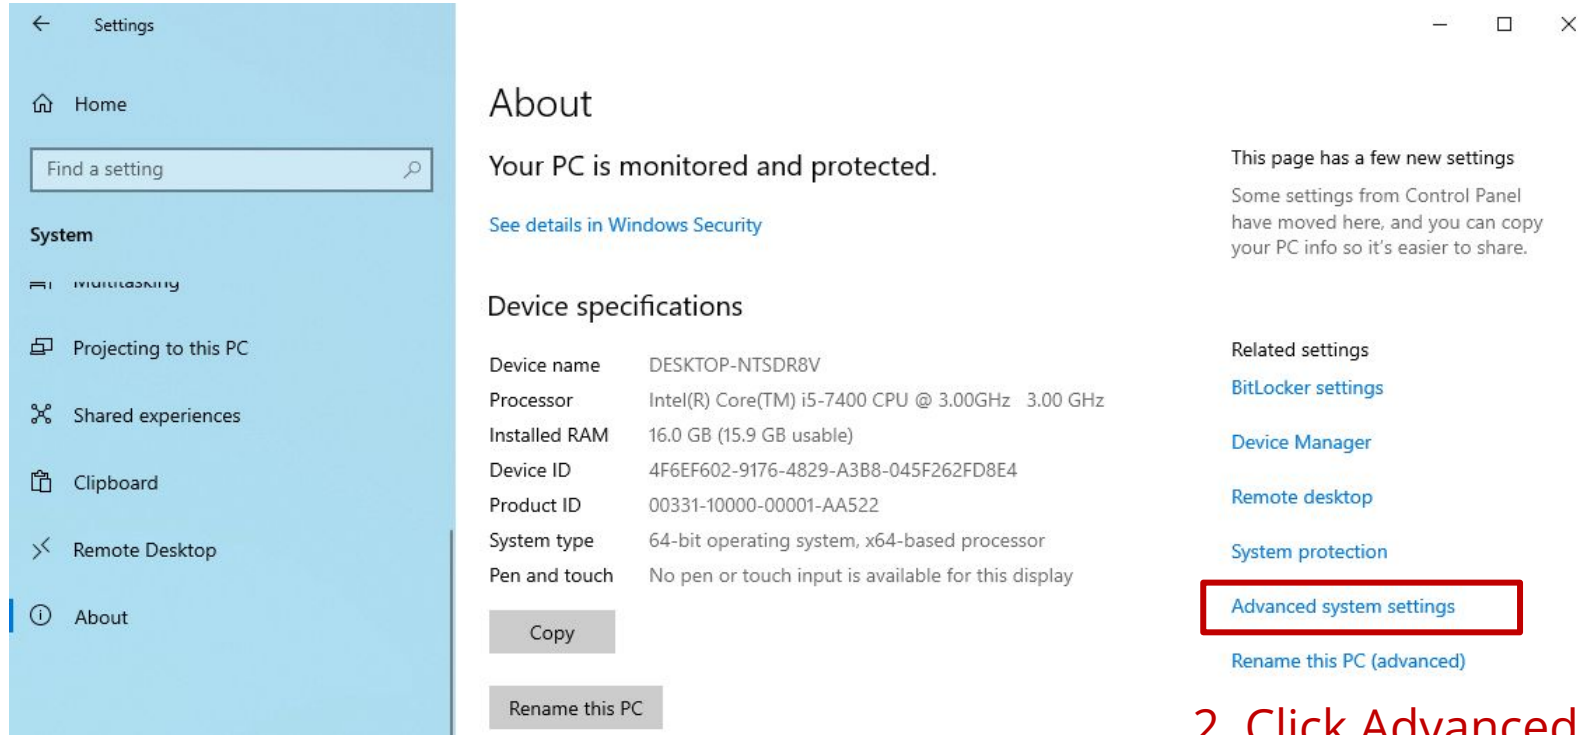 Settings
Home
Find a setting
System
Multitasking
Projecting to this PC
Shared experiences
Clipboard
Remote Desktop
About
About
Your PC is monitored and protected.
See details in Windows Security
Device specifications
Device name DESKTOP-NTSDR8V
Processor Intel(R) Core(TM) i5-7400 CPU @ 3.00GHz 3.00 GHz
Installed RAM 16.0 GB (15.9 GB usable)
Device ID 4F6EF602-9176-4829-A3B8-045F262FD8E4
Product ID 00331-10000-00001-AA522
System type 64-bit operating system, x64-based processor
Pen and touch No pen or touch input is available for this display
Copy
Rename this PC
This page has a few new settings
Some settings from Control Panel
have moved here, and you can copy
your PC info so it's easier to share.
Related settings
BitLocker settings
Device Manager
Remote desktop
System protection
Advanced system settings
Rename this PC (advanced)
2. Click Advanced